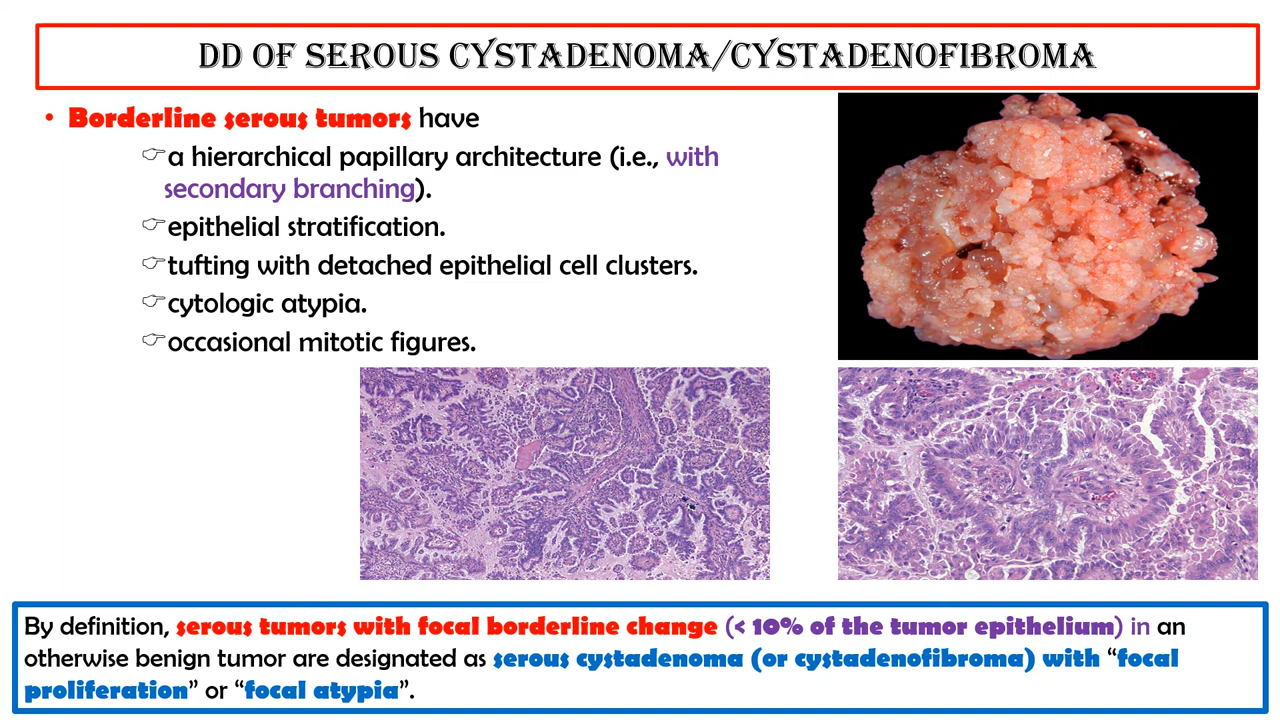 DD OF SEROUS CYSTADENOMA/CYSTADENOFIBROMA
• Borderline serous tumors have
☞a hierarchical papillary architecture (i.e., with
secondary branching).
☞epithelial stratification.
☞tufting with detached epithelial cell clusters.
☞cytologic atypia.
☞occasional mitotic figures.
By definition, serous tumors with focal borderline change (< 10% of the tumor epithelium) in an
otherwise benign tumor are designated as serous cystadenoma (or cystadenofibroma) with “focal
proliferation” or “focal atypia”.